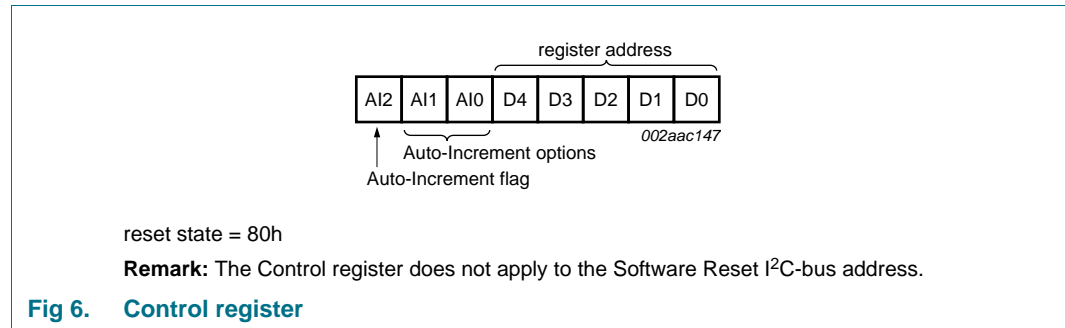 register address
AI2 AI1 AI0 D4 D3 D2 D1 D0
002aac147
Auto-Increment options
Auto-Increment flag
reset state = 80h
Remark: The Control register does not apply to the Software Reset I²C-bus address.
Fig 6. Control register